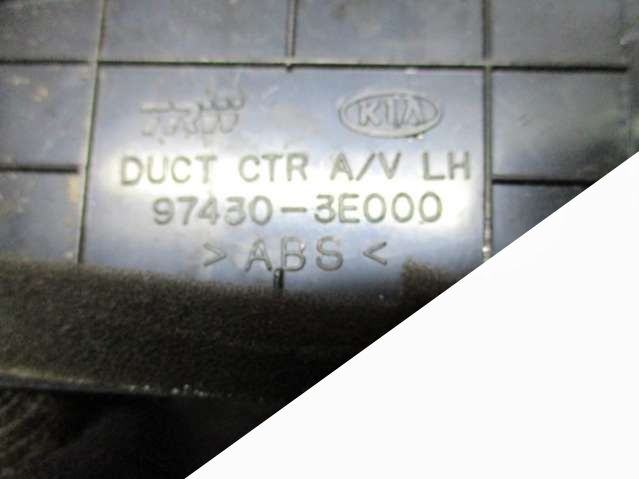 TRW KIA
DUCT CTR A/V LH
97480-3E000
>ABS<